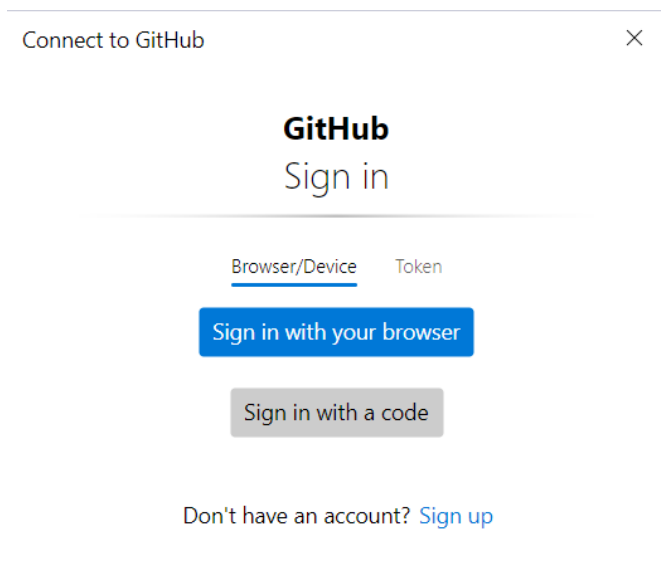 Connect to GitHub
GitHub
Sign in
Browser/Device Token
Sign in with your browser
Sign in with a code
Don't have an account? Sign up